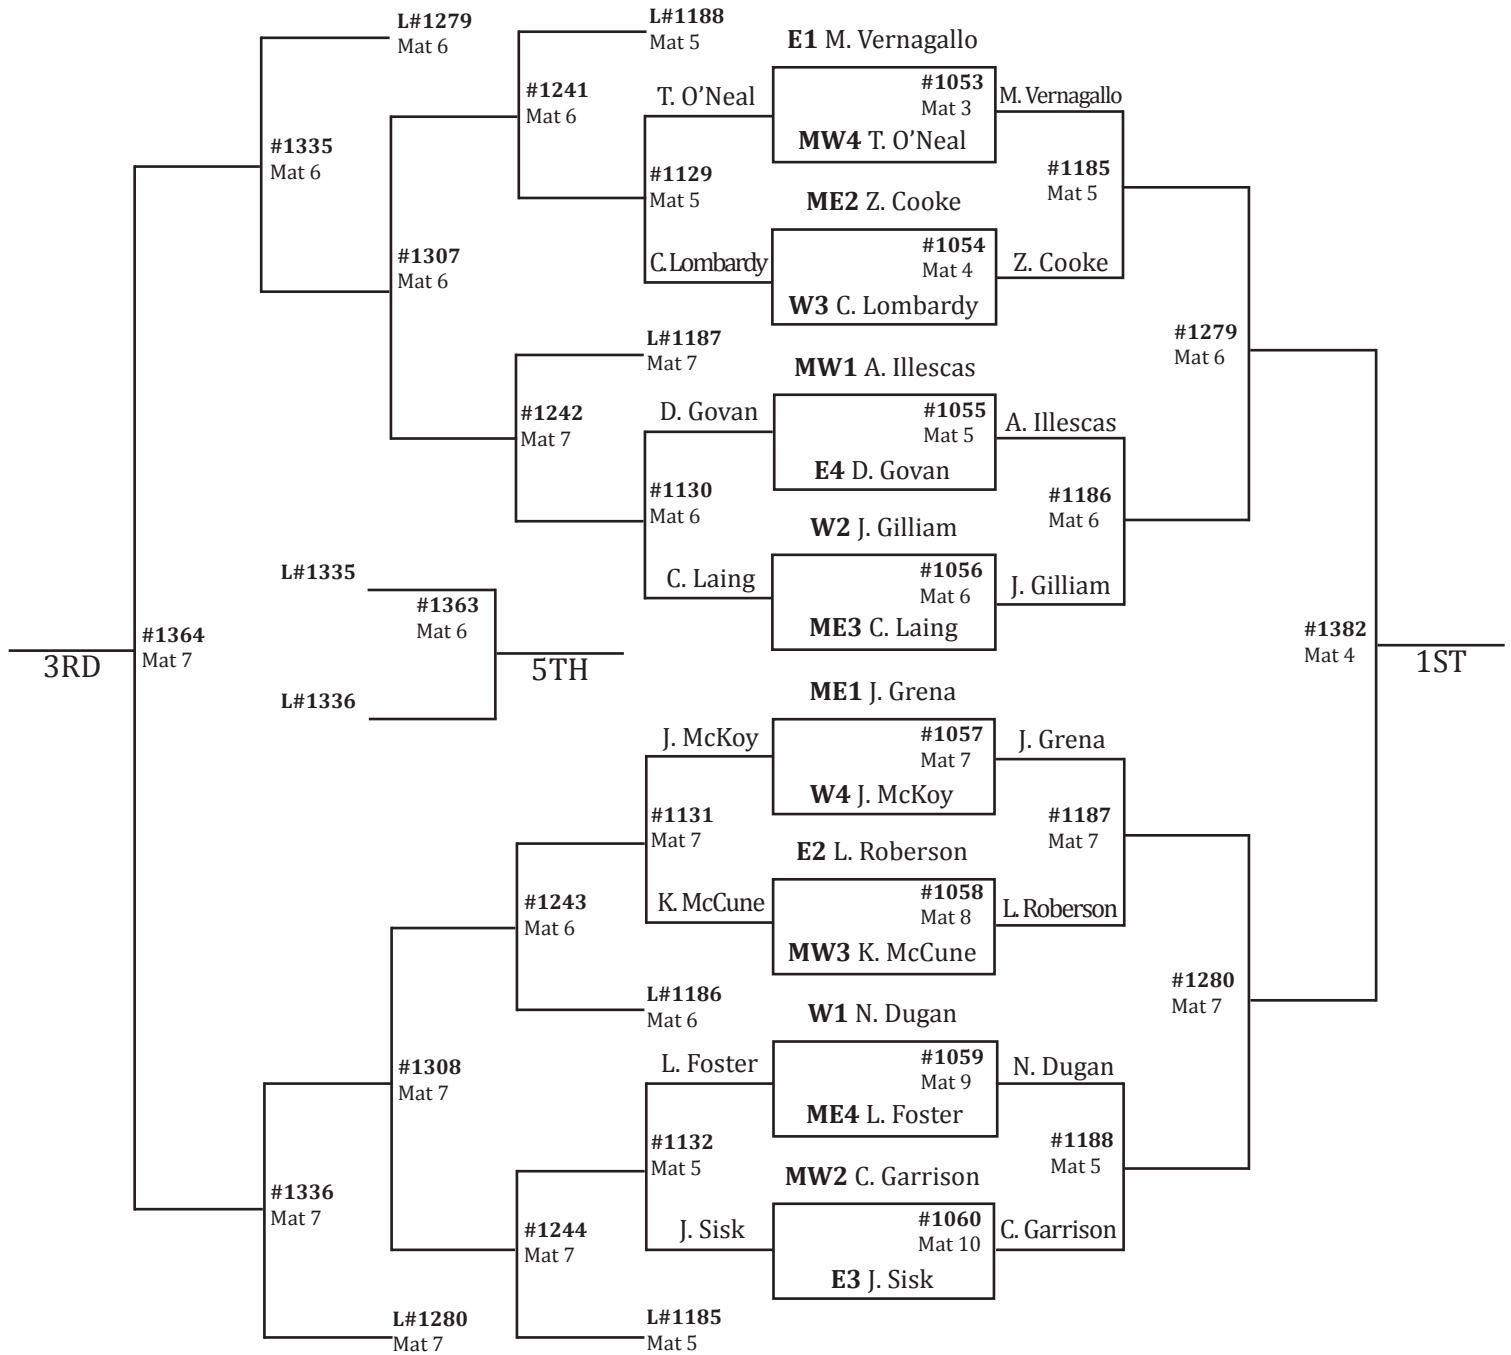 L#1279
Mat 6
L#1188
Mat 5
E1 M. Vernagallo
#1241
Mat 6
T. O'Neal
#1053
Mat 3
M. Vernagallo
MW4 T. O'Neal
#1335
Mat 6
#1129
Mat 5
#1185
Mat 5
ME2 Z. Cooke
#1307
Mat 6
C. Lombardy
#1054
Mat 4
Z. Cooke
W3 C. Lombardy
L#1187
Mat 7
#1279
Mat 6
MW1 A. Illescas
#1242
Mat 7
D. Govan
#1055
Mat 5
A. Illescas
E4 D. Govan
#1130
Mat 6
#1186
Mat 6
W2 J. Gilliam
L#1335
C. Laing
#1056
Mat 6
J. Gilliam
#1363
Mat 6
ME3 C. Laing
#1364
Mat 7
3RD
5TH
#1382
Mat 4
1ST
L#1336
ME1 J. Grena
J. McKoy
#1057
Mat 7
J. Grena
W4 J. McKoy
#1131
Mat 7
#1187
Mat 7
E2 L. Roberson
#1243
Mat 6
K. McCune
#1058
Mat 8
L. Roberson
MW3 K. McCune
#1280
Mat 7
L#1186
Mat 6
W1 N. Dugan
#1308
Mat 7
L. Foster
#1059
Mat 9
N. Dugan
ME4 L. Foster
#1132
Mat 5
#1188
Mat 5
MW2 C. Garrison
#1336
Mat 7
#1244
Mat 7
J. Sisk
#1060
Mat 10
C. Garrison
E3 J. Sisk
L#1280
Mat 7
L#1185
Mat 5